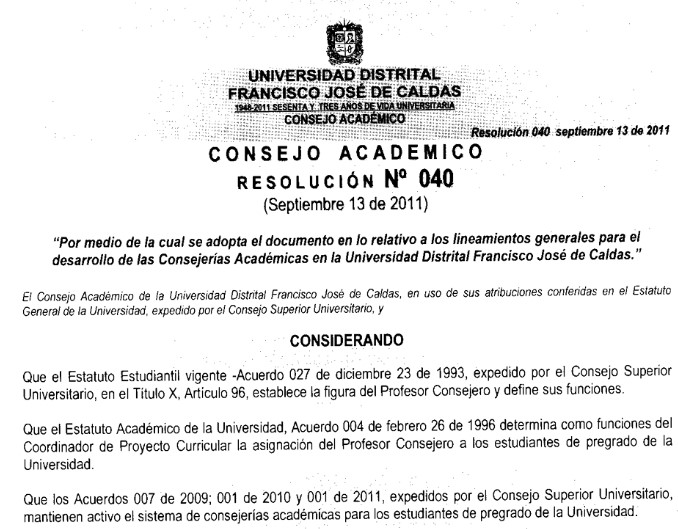 UNIVERSIDAD DISTRITAL
FRANCISCO JOSÉ DE CALDAS
1948-2011 SESENTA Y TRES AÑOS DE VIDA UNIVERSITARIA
CONSEJO ACADÉMICO
Resolución 040 septiembre 13 de 2011
CONSEJO ACADEMICO
RESOLUCIÓN Nº 040
(Septiembre 13 de 2011)
"Por medio de la cual se adopta el documento en lo relativo a los lineamientos generales para el
desarrollo de las Consejerías Académicas en la Universidad Distrital Francisco José de Caldas."
El Consejo Académico de la Universidad Distrital Francisco José de Caldas, en uso de sus atribuciones conferidas en el Estatuto
General de la Universidad, expedido por el Consejo Superior Universitario, y
CONSIDERANDO
Que el Estatuto Estudiantil vigente -Acuerdo 027 de diciembre 23 de 1993, expedido por el Consejo Superior
Universitario, en el Titulo X, Artículo 96, establece la figura del Profesor Consejero y define sus funciones.
Que el Estatuto Académico de la Universidad, Acuerdo 004 de febrero 26 de 1996 determina como funciones del
Coordinador de Proyecto Curricular la asignación del Profesor Consejero a los estudiantes de pregrado de la
Universidad.
Que los Acuerdos 007 de 2009; 001 de 2010 y 001 de 2011, expedidos por el Consejo Superior Universitario,
mantienen activo el sistema de consejerías académicas para los estudiantes de pregrado de la Universidad.